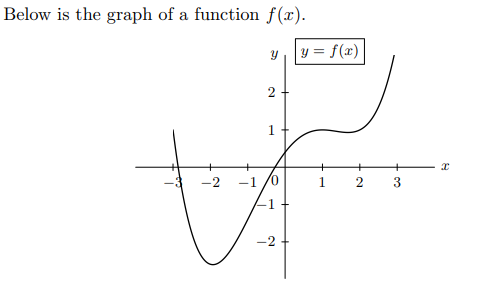 Below is the graph of a function f(x).
y
y = f(x)
2
1
x
−3 −2 −1 0 1 2 3
−1
−2